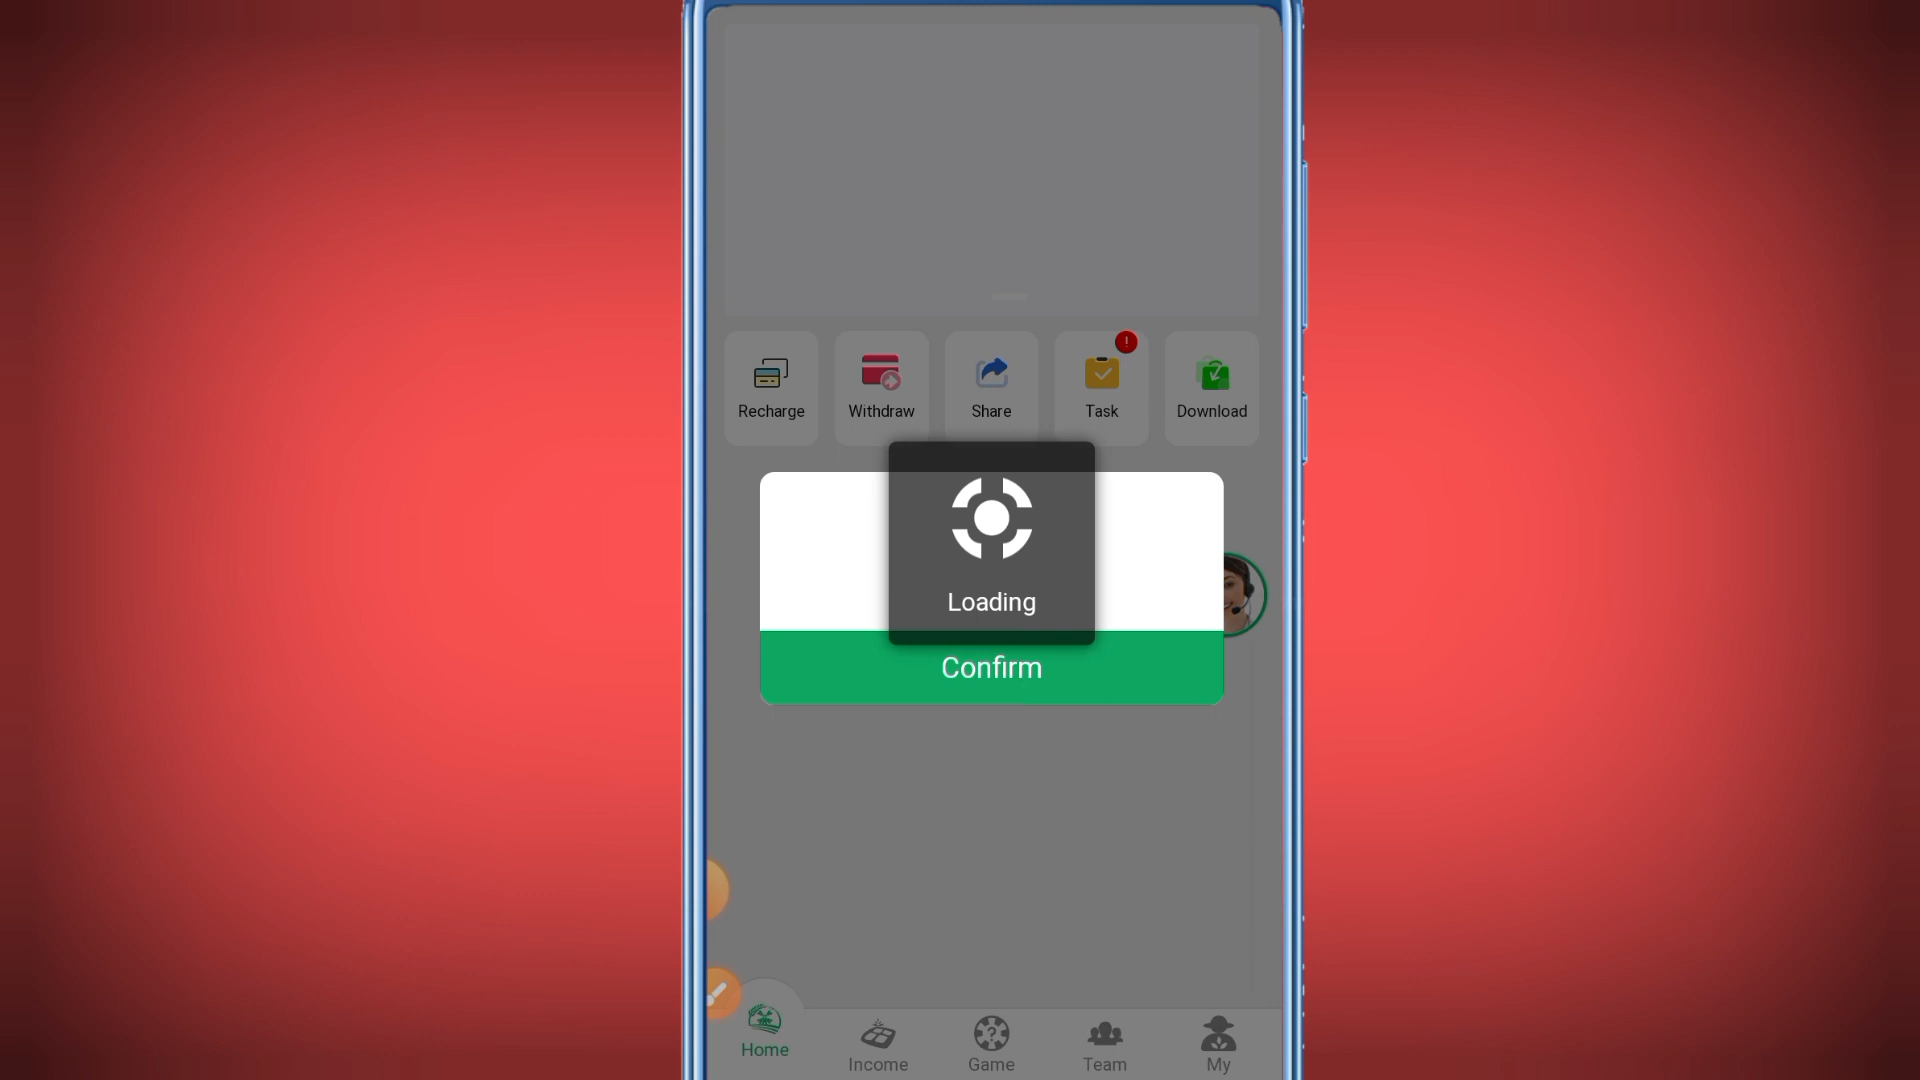 Recharge
Withdraw
Share
Task
Download
Loading
Confirm
Home
Income
Game
Team
My